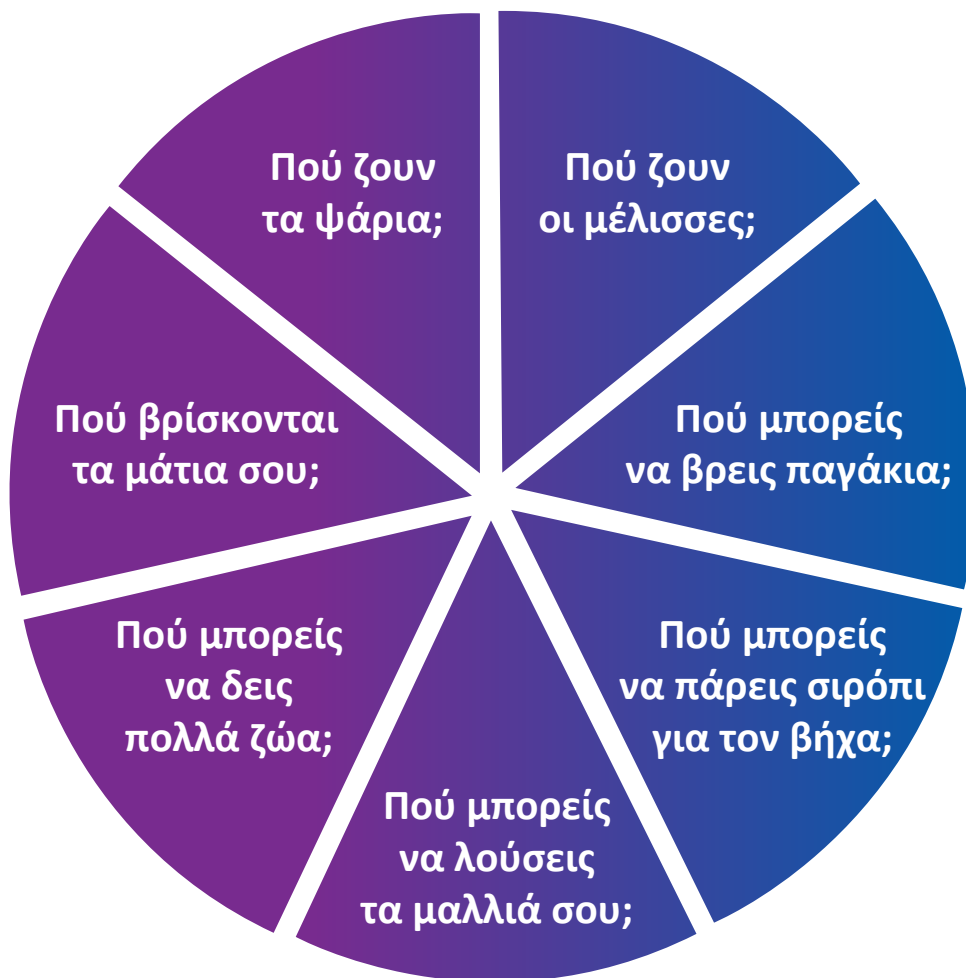 Πού ζουν
τα ψάρια;
Πού ζουν
οι μέλισσες;
Πού μπορείς
να βρεις παγάκια;
Πού μπορείς
να πάρεις σιρόπι
για τον βήχα;
Πού μπορείς
να λούσεις
τα μαλλιά σου;
Πού μπορείς
να δεις
πολλά ζώα;
Πού βρίσκονται
τα μάτια σου;